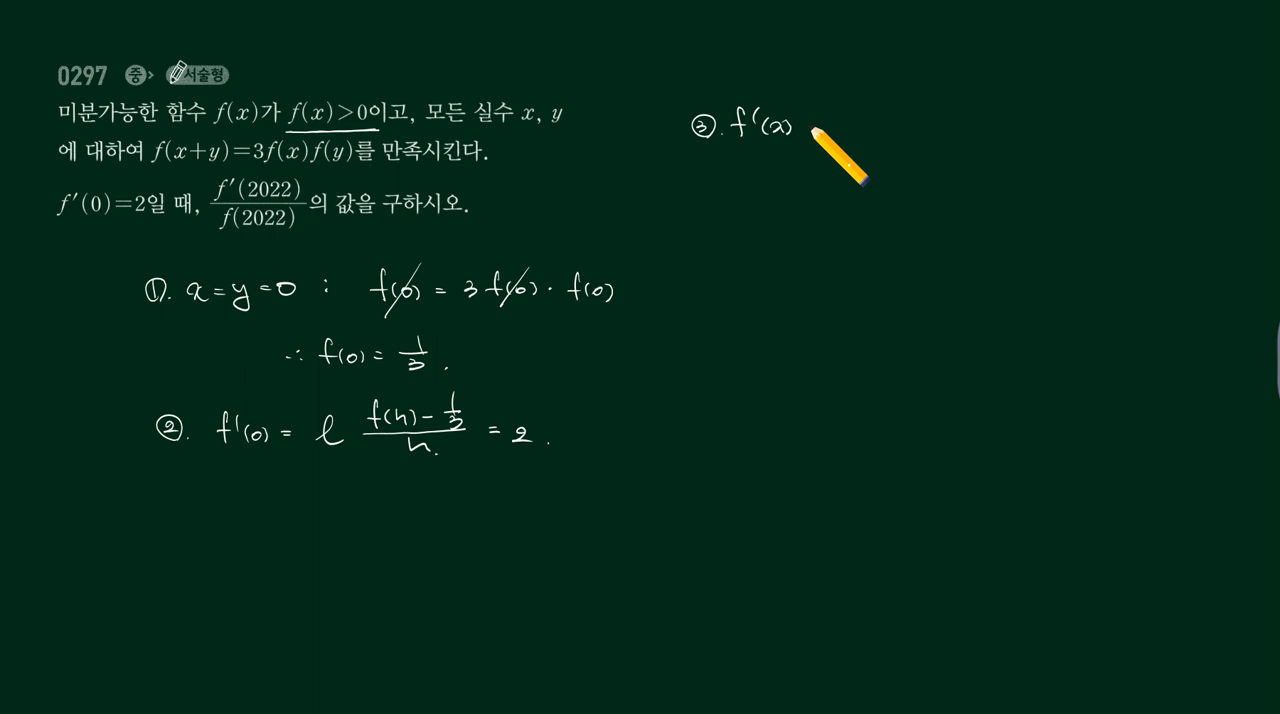 0297 중 서술형
미분가능한 함수 f(x)가 f(x)>0이고, 모든 실수 x, y
에 대하여 f(x+y)=3f(x)f(y)를 만족시킨다.
f′(0)=2일 때, f′(2022)/f(2022)의 값을 구하시오.
①. x=y=0 : f(0) = 3f(0)·f(0)
∴ f(0) = 1/3.
②. f'(0) = l (f(h) - 1/3)/h = 2.
③. f'(x)